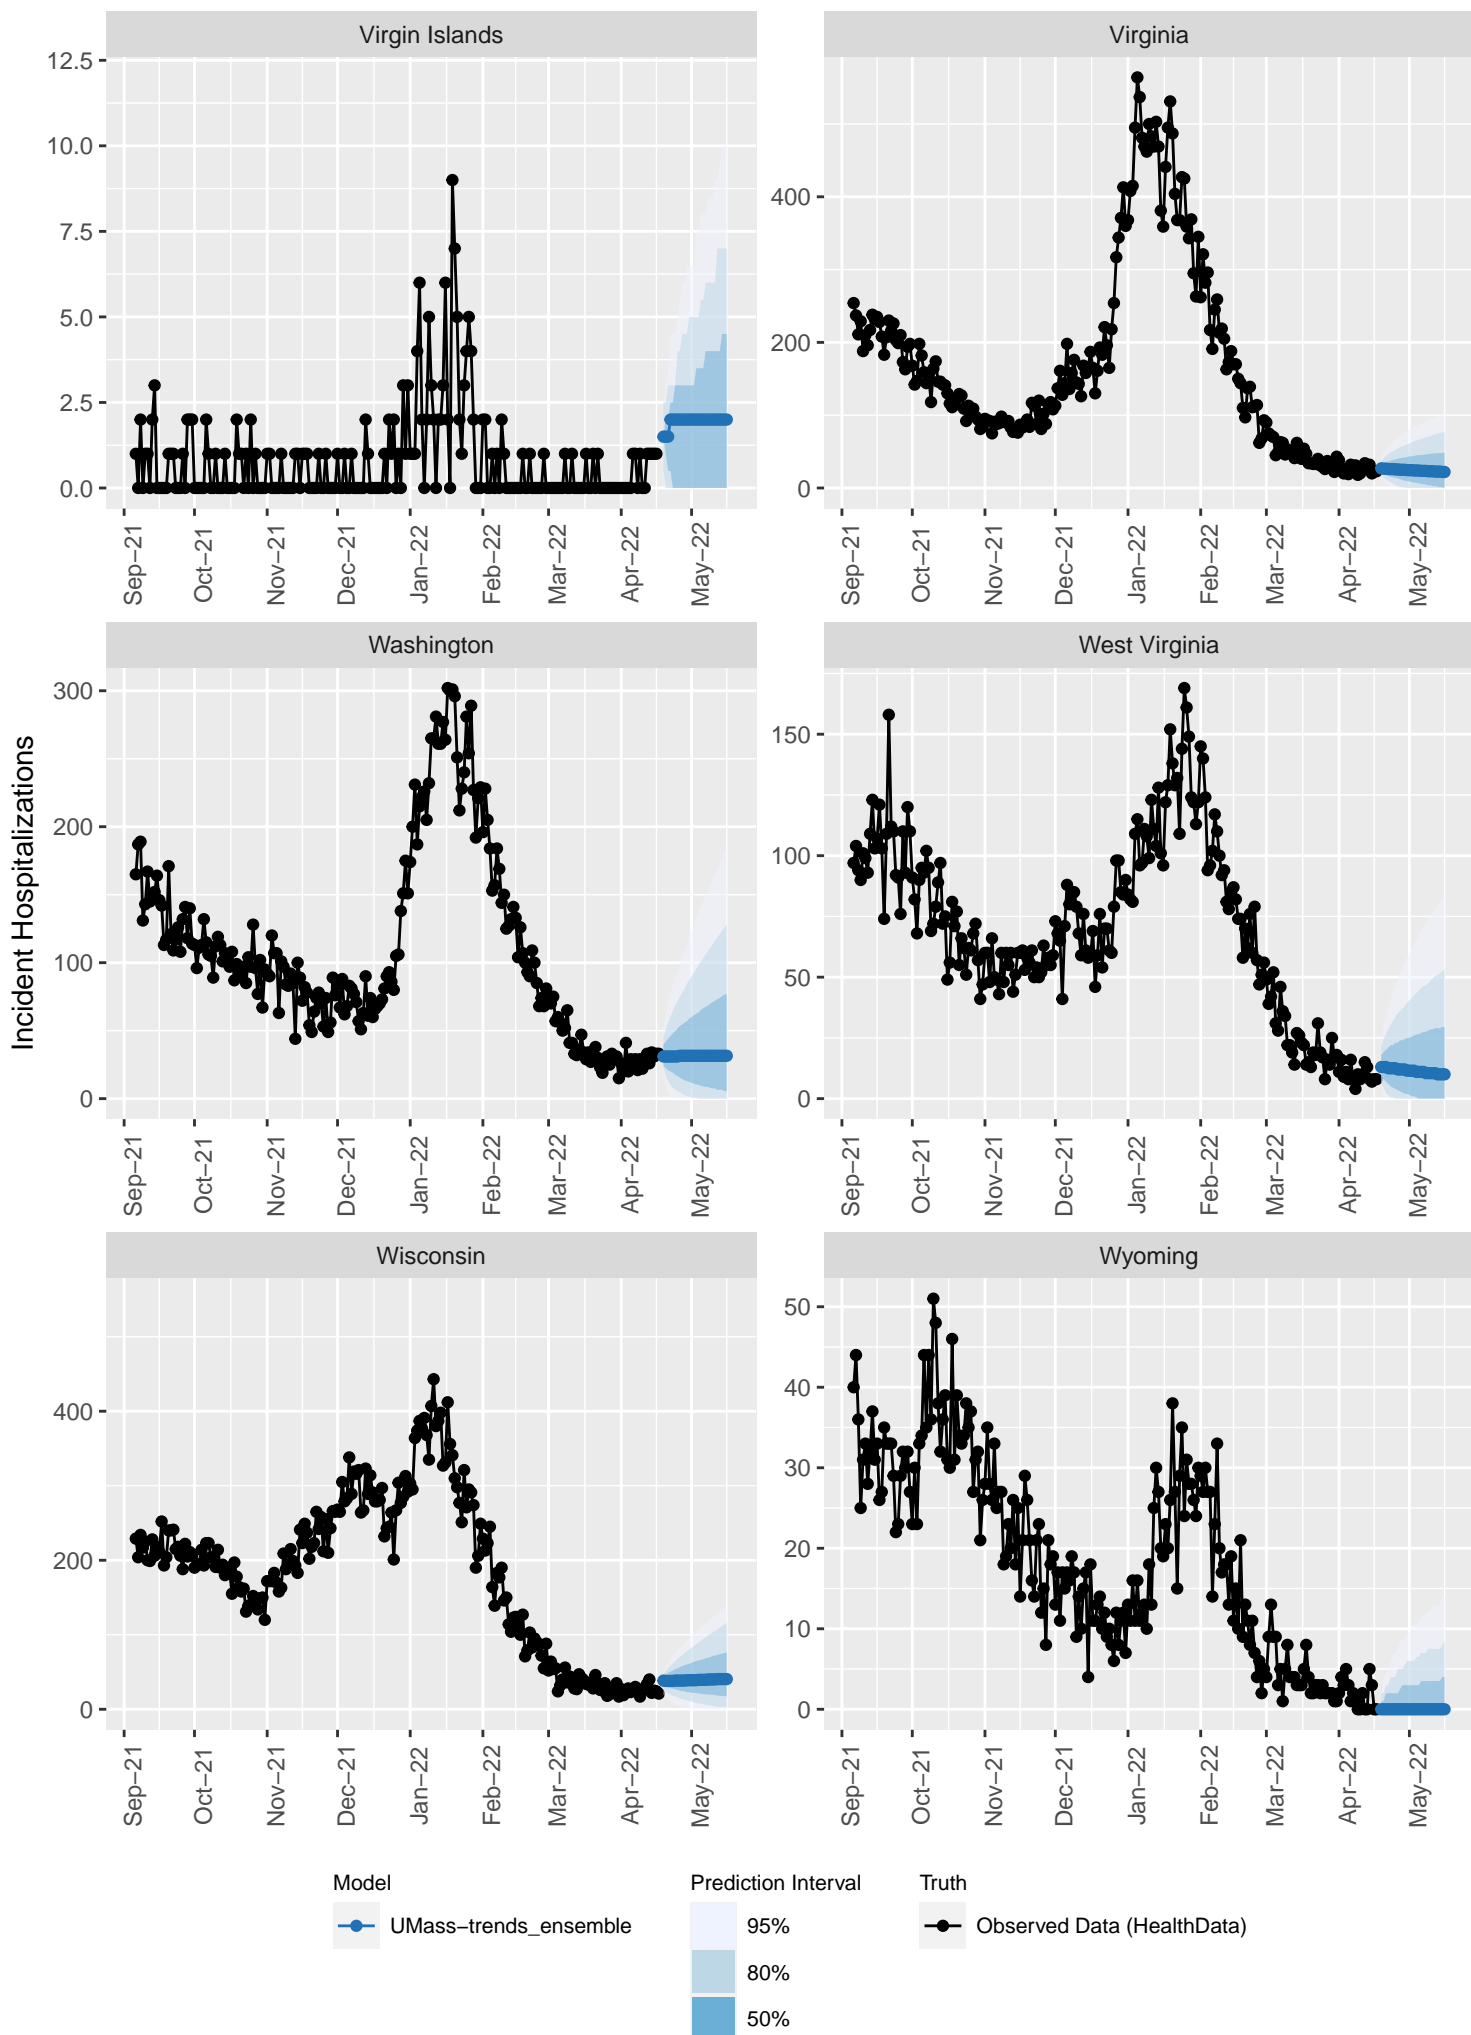 Virgin Islands
Virginia
12.5
10.0
7.5
5.0
2.5
0.0
400
200
0
Sep−21
Oct−21
Nov−21
Dec−21
Jan−22
Feb−22
Mar−22
Apr−22
May−22
Sep−21
Oct−21
Nov−21
Dec−21
Jan−22
Feb−22
Mar−22
Apr−22
May−22
Washington
West Virginia
Incident Hospitalizations
300
200
100
0
150
100
50
0
Sep−21
Oct−21
Nov−21
Dec−21
Jan−22
Feb−22
Mar−22
Apr−22
May−22
Sep−21
Oct−21
Nov−21
Dec−21
Jan−22
Feb−22
Mar−22
Apr−22
May−22
Wisconsin
Wyoming
400
200
0
50
40
30
20
10
0
Sep−21
Oct−21
Nov−21
Dec−21
Jan−22
Feb−22
Mar−22
Apr−22
May−22
Sep−21
Oct−21
Nov−21
Dec−21
Jan−22
Feb−22
Mar−22
Apr−22
May−22
Model
UMass−trends_ensemble
Prediction Interval
95%
80%
50%
Truth
Observed Data (HealthData)